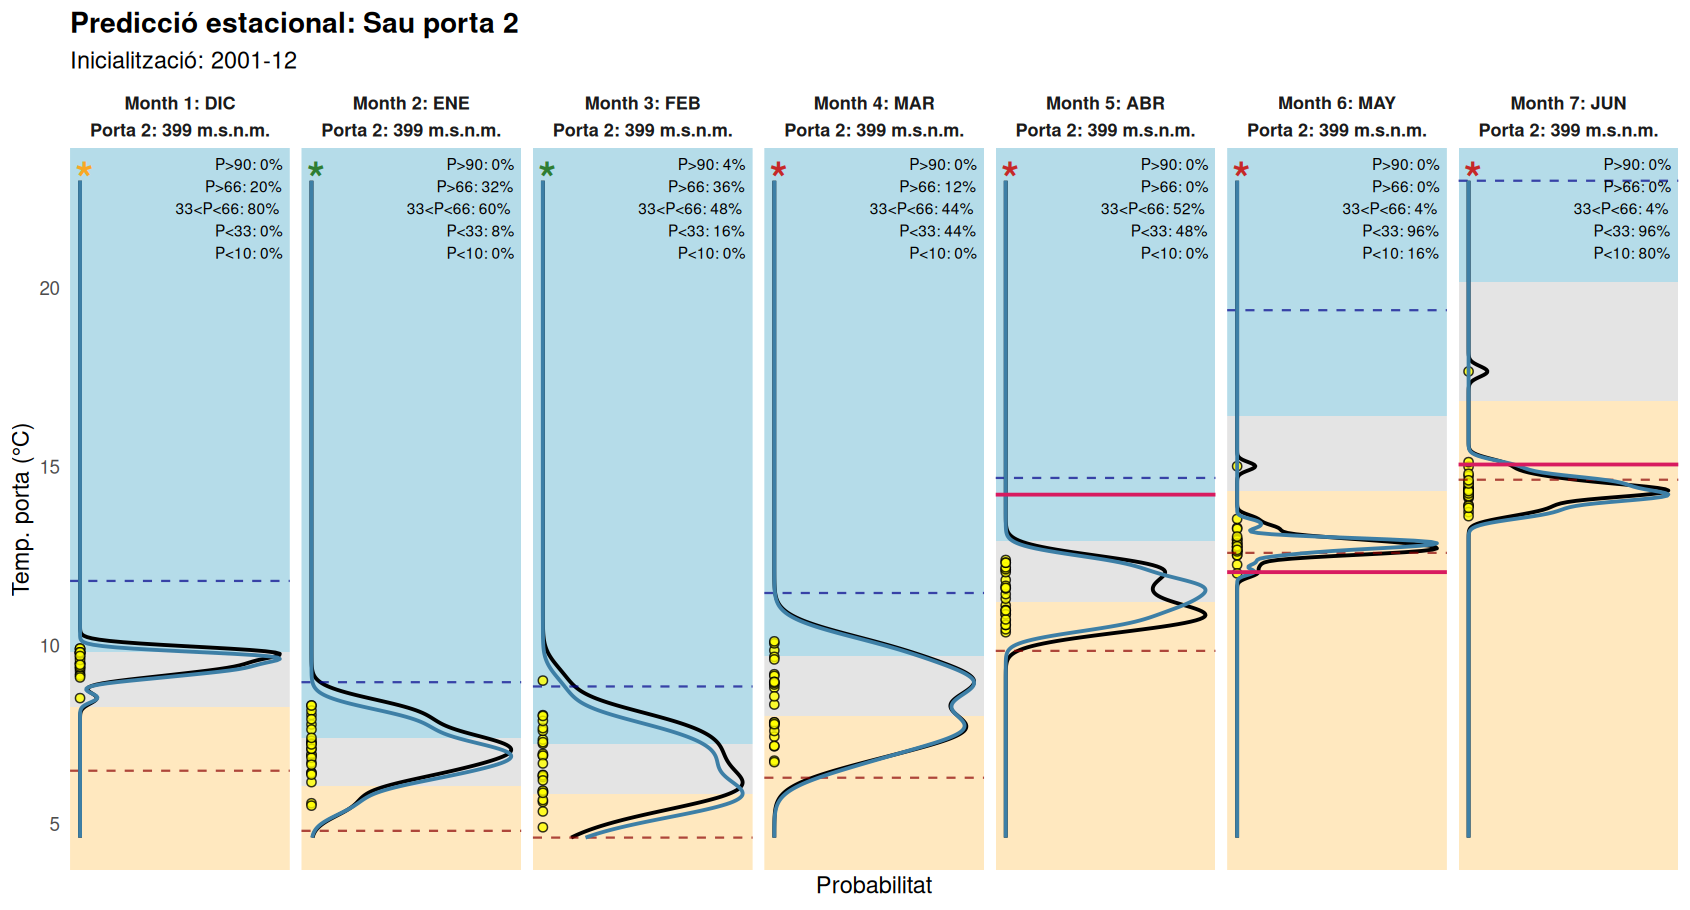 Predicció estacional: Sau porta 2
Inicialització: 2001-12
Month 1: DIC
Porta 2: 399 m.s.n.m.
Month 2: ENE
Porta 2: 399 m.s.n.m.
Month 3: FEB
Porta 2: 399 m.s.n.m.
Month 4: MAR
Porta 2: 399 m.s.n.m.
Month 5: ABR
Porta 2: 399 m.s.n.m.
Month 6: MAY
Porta 2: 399 m.s.n.m.
Month 7: JUN
Porta 2: 399 m.s.n.m.
*
P>90: 0%
P>66: 20%
33<P<66: 80%
P<33: 0%
P<10: 0%
*
P>90: 0%
P>66: 32%
33<P<66: 60%
P<33: 8%
P<10: 0%
*
P>90: 4%
P>66: 36%
33<P<66: 48%
P<33: 16%
P<10: 0%
*
P>90: 0%
P>66: 12%
33<P<66: 44%
P<33: 44%
P<10: 0%
*
P>90: 0%
P>66: 0%
33<P<66: 52%
P<33: 48%
P<10: 0%
*
P>90: 0%
P>66: 0%
33<P<66: 4%
P<33: 96%
P<10: 16%
*
P>90: 0%
P>66: 0%
33<P<66: 4%
P<33: 96%
P<10: 80%
20
15
10
5
Temp. porta (°C)
Probabilitat